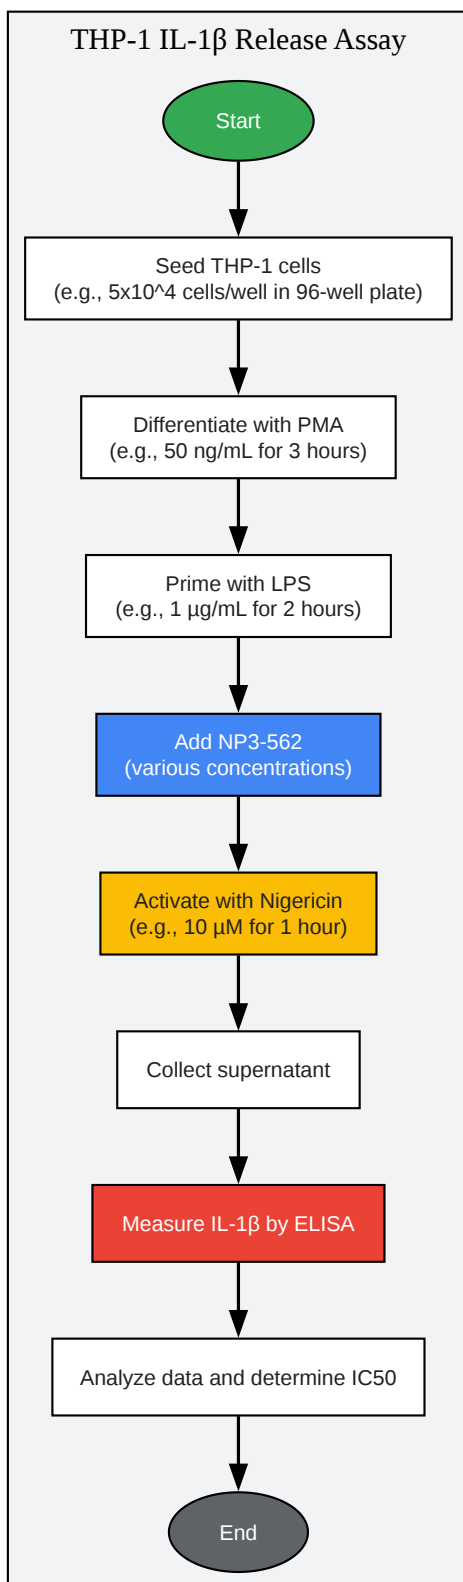 THP-1 IL-1β Release Assay
Start
Seed THP-1 cells
(e.g., 5x10^4 cells/well in 96-well plate)
Differentiate with PMA
(e.g., 50 ng/mL for 3 hours)
Prime with LPS
(e.g., 1 µg/mL for 2 hours)
Add NP3-562
(various concentrations)
Activate with Nigericin
(e.g., 10 µM for 1 hour)
Collect supernatant
Measure IL-1β by ELISA
Analyze data and determine IC50
End